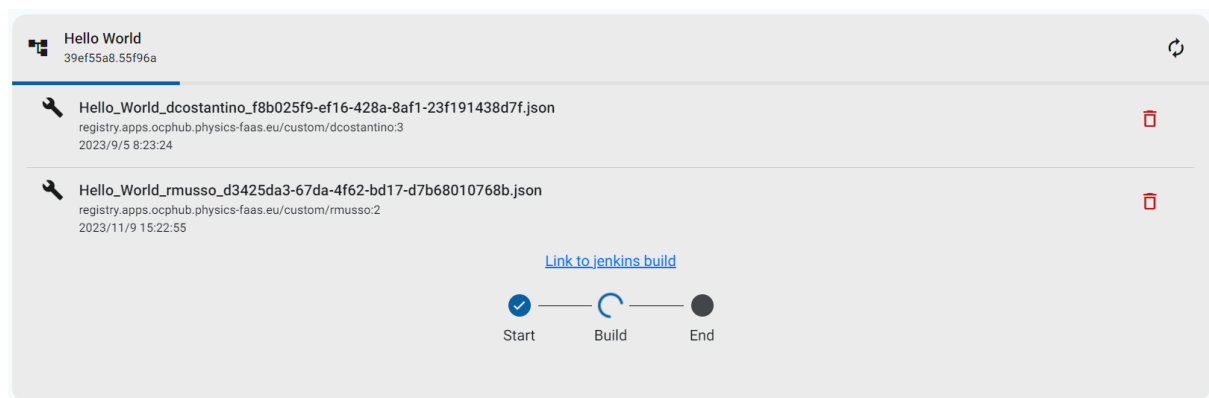 Hello World
39ef55a8.55f96a
Hello_World_dcostantino_f8b025f9-ef16-428a-8af1-23f191438d7f.json
registry.apps.ocphub.physics-faas.eu/custom/dcostantino:3
2023/9/5 8:23:24
Hello_World_rmusso_d3425da3-67da-4f62-bd17-d7b68010768b.json
registry.apps.ocphub.physics-faas.eu/custom/rmusso:2
2023/11/9 15:22:55
Link to jenkins build
Start Build End